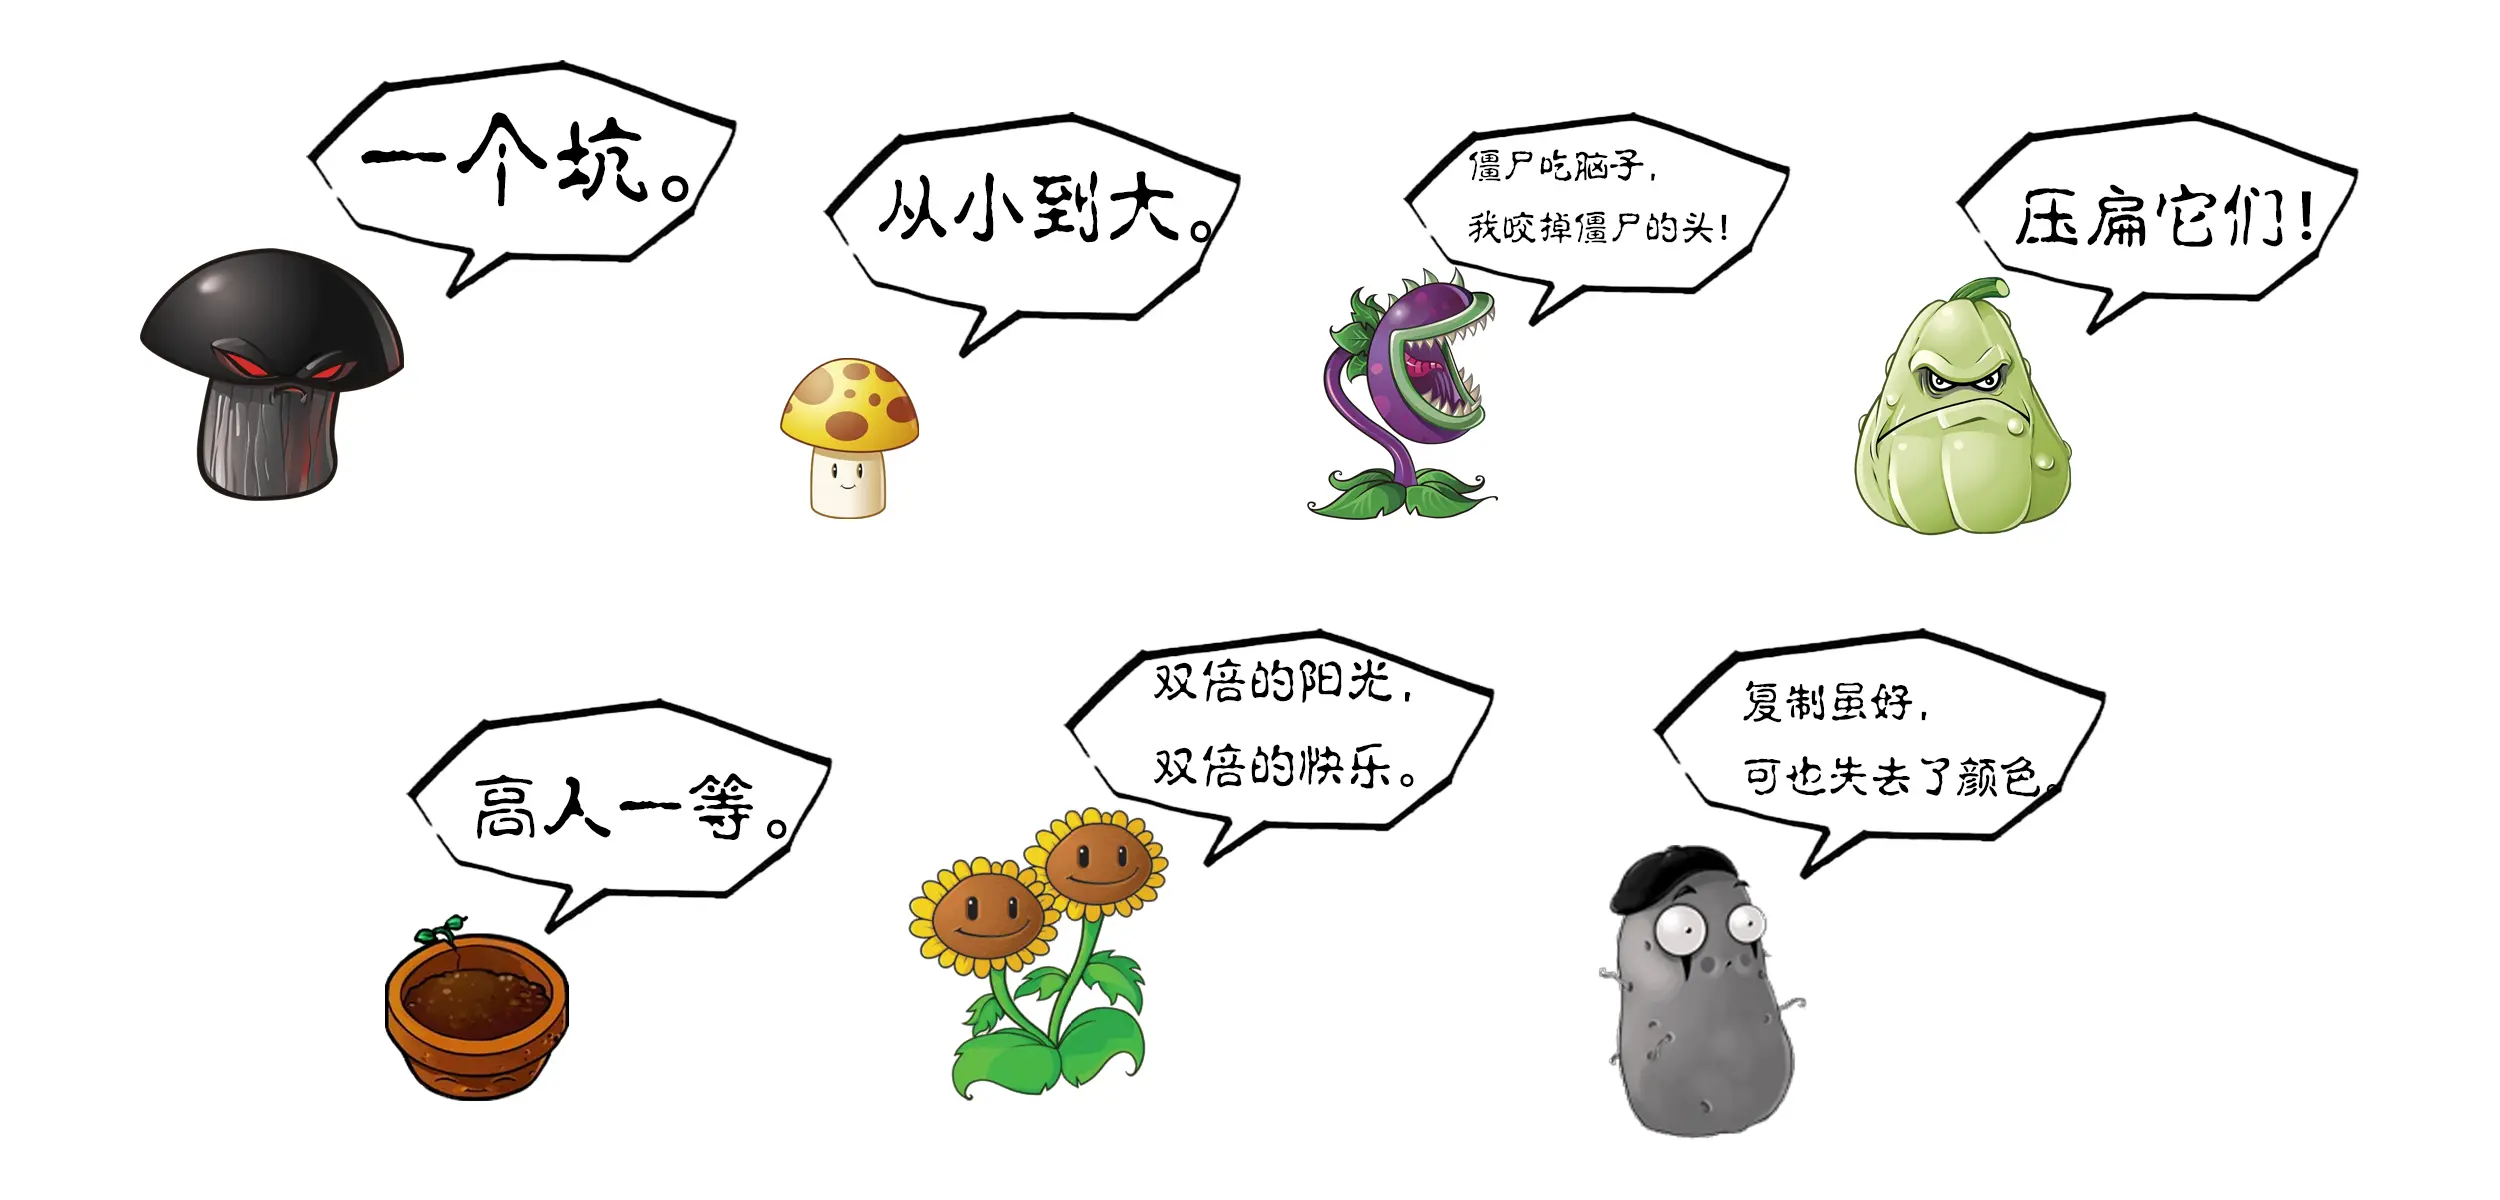 一个坑。
从小到大。
僵尸吃脑子，
我咬掉僵尸的头！
压扁它们！
高人一等。
双倍的阳光，
双倍的快乐。
复制虽好，
可也失去了颜色。